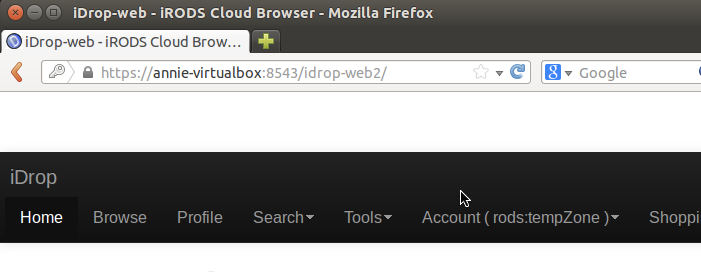 iDrop-web - iRODS Cloud Browser - Mozilla Firefox
iDrop-web - iRODS Cloud Brow...
https://annie-virtualbox:8543/idrop-web2/
8 Google
iDrop
Home Browse Profile Search Tools Account ( rods:tempZone ) Shoppi